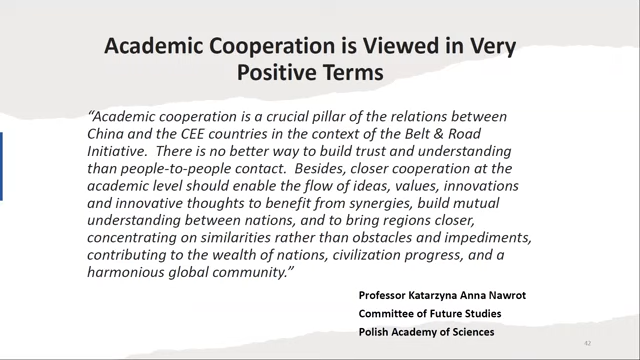 Academic Cooperation is Viewed in Very
Positive Terms
“Academic cooperation is a crucial pillar of the relations between
China and the CEE countries in the context of the Belt & Road
Initiative.  There is no better way to build trust and understanding
than people-to-people contact.  Besides, closer cooperation at the
academic level should enable the flow of ideas, values, innovations
and innovative thoughts to benefit from synergies, build mutual
understanding between nations, and to bring regions closer,
concentrating on similarities rather than obstacles and impediments,
contributing to the wealth of nations, civilization progress, and a
harmonious global community.”
Professor Katarzyna Anna Nawrot
Committee of Future Studies
Polish Academy of Sciences
42